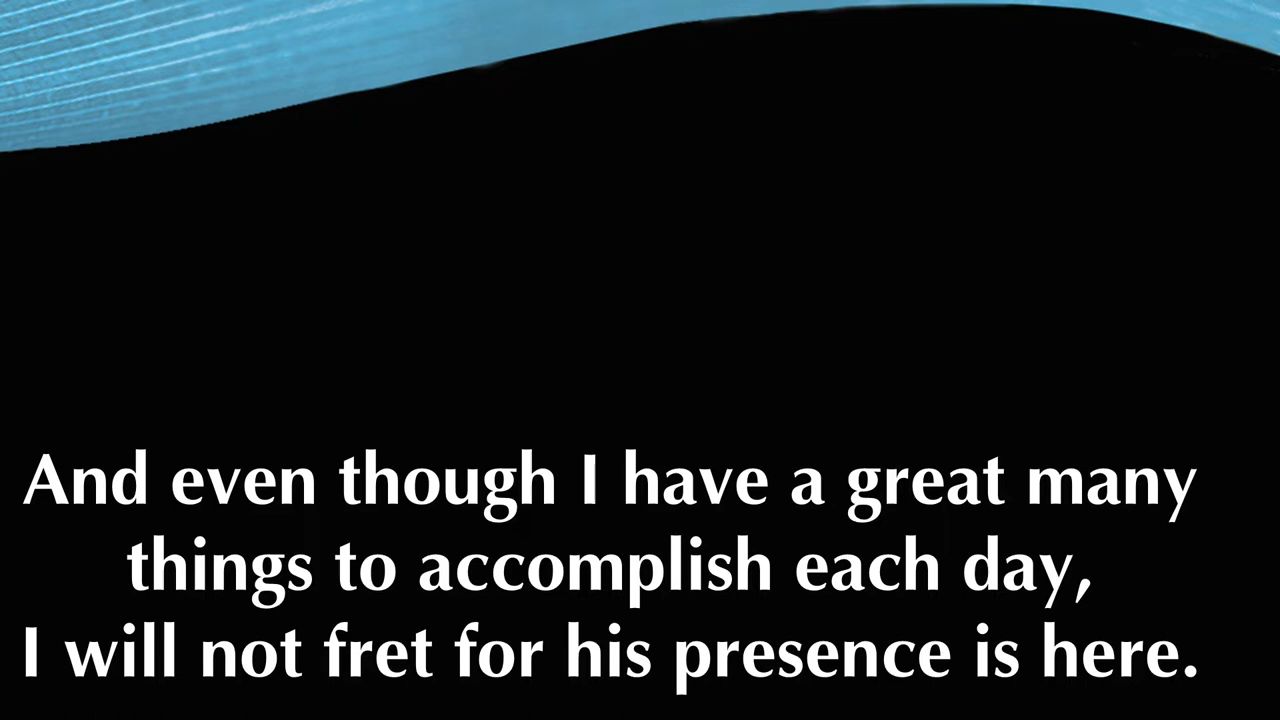 And even though I have a great many
things to accomplish each day,
I will not fret for his presence is here.